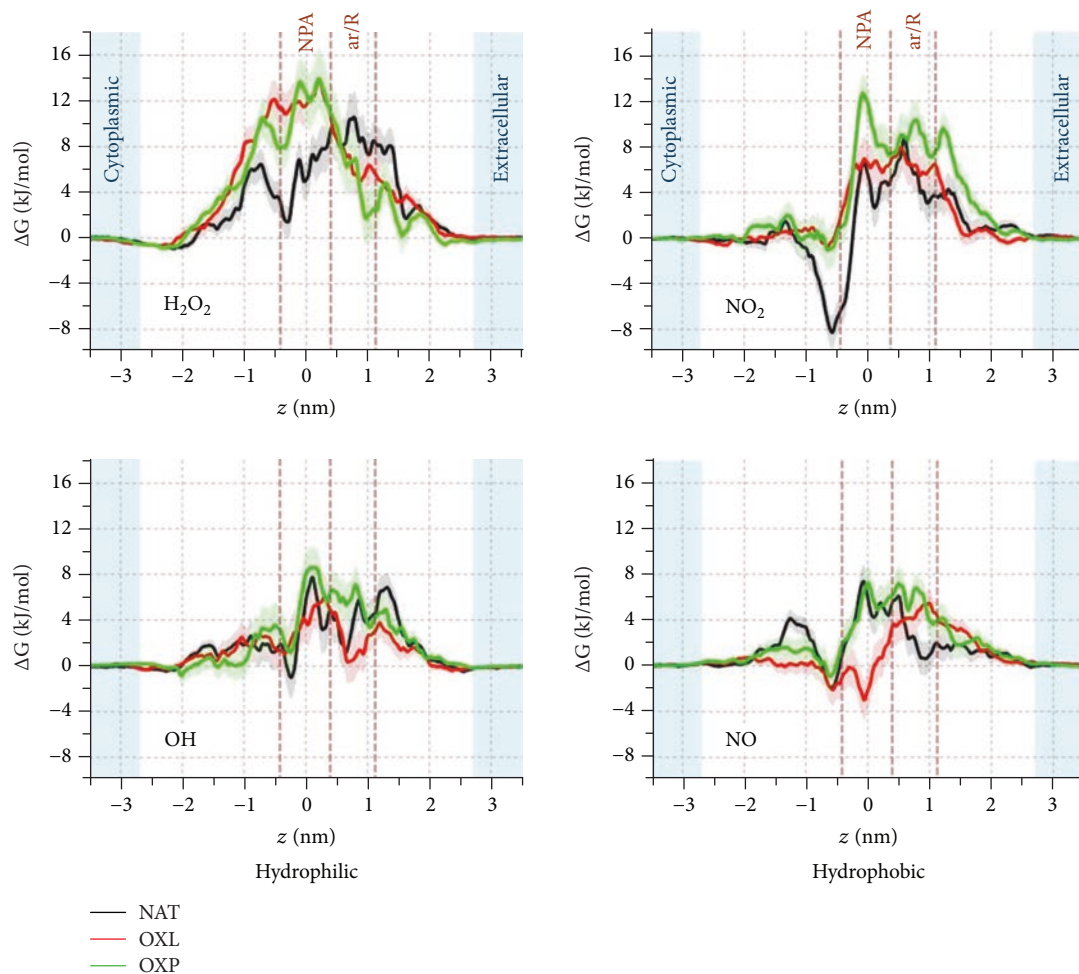 NPA
ar/R
NPA
ar/R
16
12
8
4
0
−4
−8
ΔG (kJ/mol)
Cytoplasmic
Extracellular
H₂O₂
−3 −2 −1 0 1 2 3
z (nm)
16
12
8
4
0
−4
−8
ΔG (kJ/mol)
Cytoplasmic
Extracellular
NO₂
−3 −2 −1 0 1 2 3
z (nm)
16
12
8
4
0
−4
−8
ΔG (kJ/mol)
OH
−3 −2 −1 0 1 2 3
z (nm)
Hydrophilic
16
12
8
4
0
−4
−8
ΔG (kJ/mol)
NO
−3 −2 −1 0 1 2 3
z (nm)
Hydrophobic
NAT
OXL
OXP